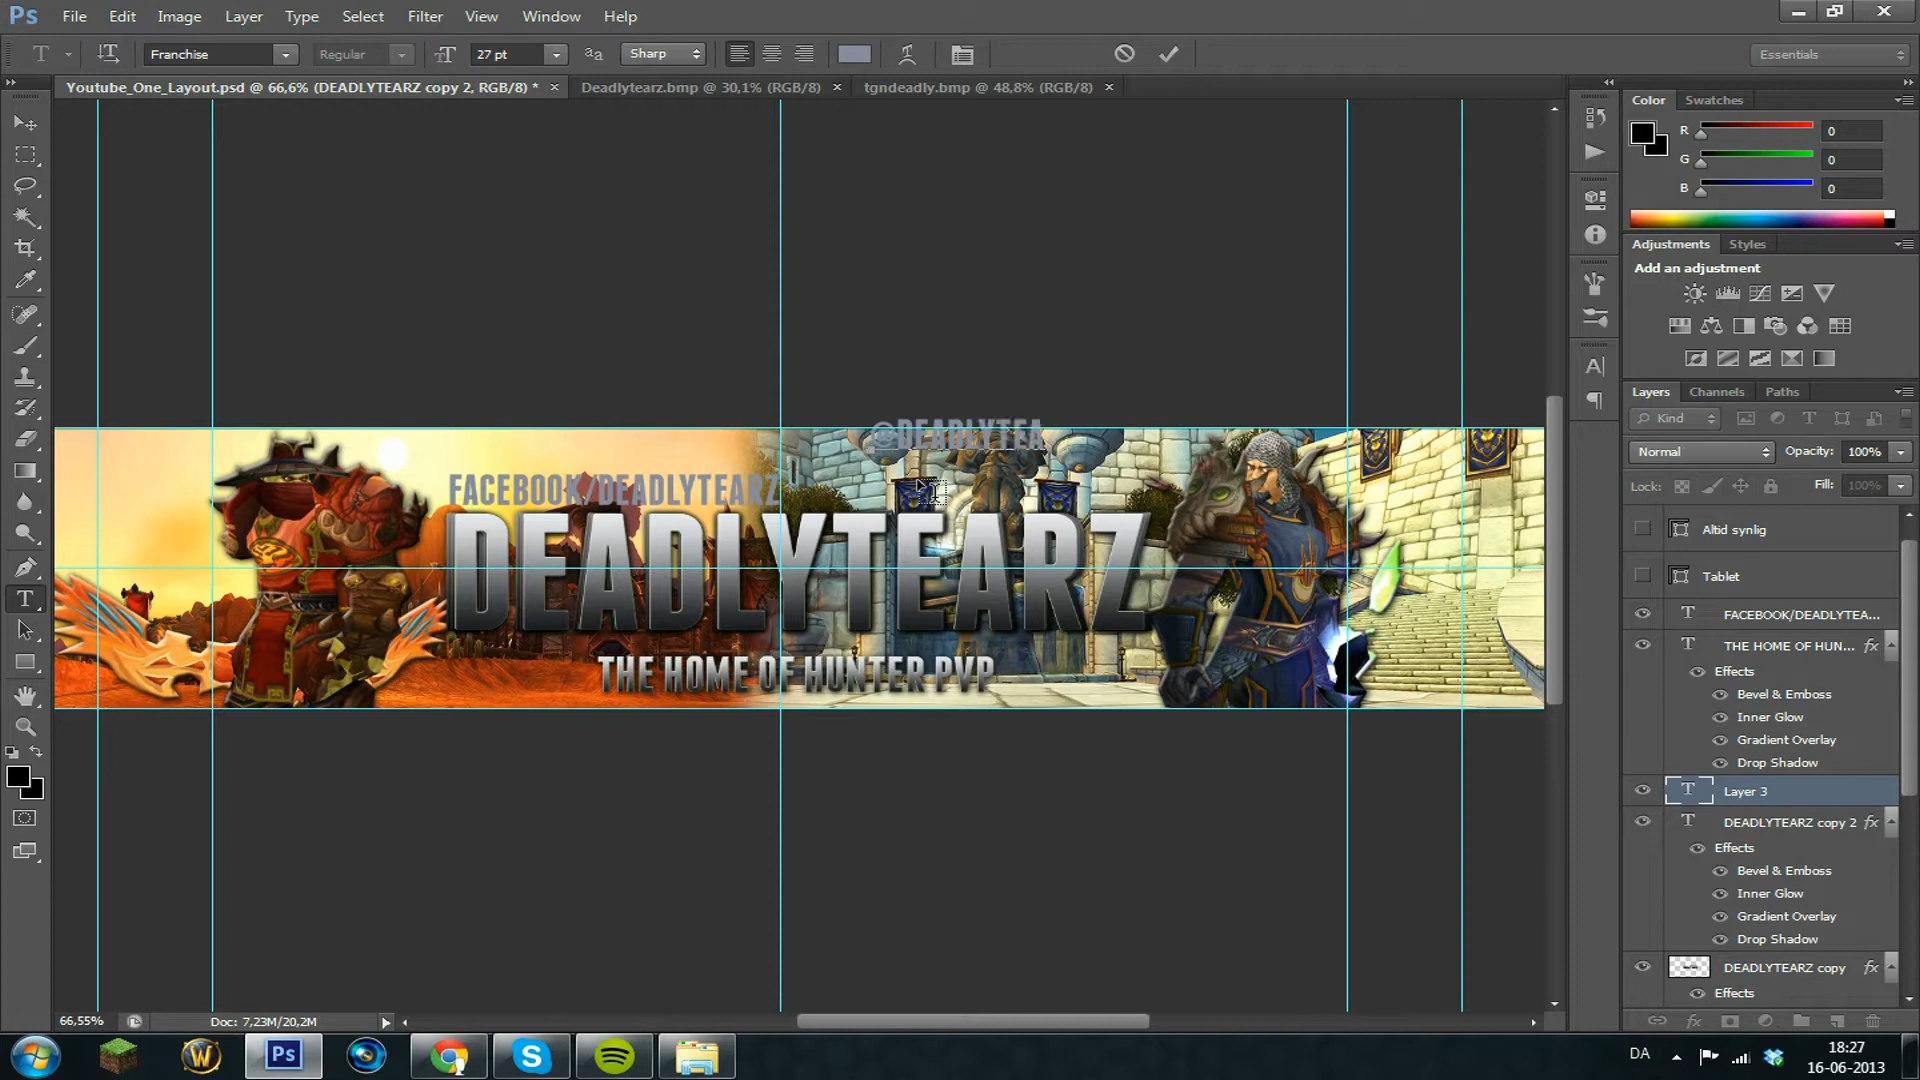 Ps File Edit Image Layer Type Select Filter View Window Help
T Franchise Regular 27 pt aa Sharp Essentials
Youtube_One_Layout.psd @ 66,6% (DEADLYTEARZ copy 2, RGB/8) * Deadlytearz.bmp @ 30,1% (RGB/8) tgndeadly.bmp @ 48,8% (RGB/8)
Color Swatches
R 0
G 0
B 0
Adjustments Styles
Add an adjustment
Layers Channels Paths
Kind
Normal Opacity: 100%
Lock: Fill: 100%
Altid synlig
Tablet
FACEBOOK/DEADLYTEA...
THE HOME OF HUN... fx
Effects
Bevel & Emboss
Inner Glow
Gradient Overlay
Drop Shadow
Layer 3
DEADLYTEARZ copy 2 fx
Effects
Bevel & Emboss
Inner Glow
Gradient Overlay
Drop Shadow
DEADLYTEARZ copy fx
Effects
@DEADLYTEA
FACEBOOK/DEADLYTEARZ
DEADLYTEARZ
THE HOME OF HUNTER PVP
66,55% Doc: 7,23M/20,2M
DA 18:27
16-06-2013